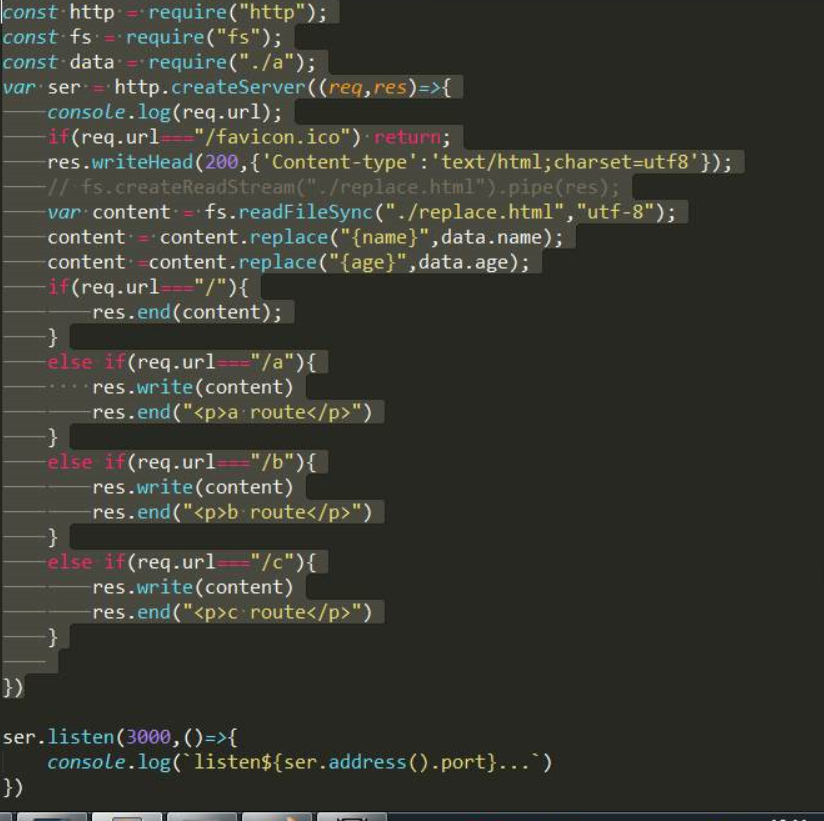 const http = require("http");
const fs = require("fs");
const data = require("./a");
var ser = http.createServer((req,res)=>{
    console.log(req.url);
    if(req.url==="/favicon.ico") return;
    res.writeHead(200,{'Content-type':'text/html;charset=utf8'});
    // fs.createReadStream("./replace.html").pipe(res);
    var content = fs.readFileSync("./replace.html","utf-8");
    content = content.replace("{name}",data.name);
    content =content.replace("{age}",data.age);
    if(req.url==="/"){
        res.end(content);
    }
    else if(req.url==="/a"){
        res.write(content)
        res.end("<p>a route</p>")
    }
    else if(req.url==="/b"){
        res.write(content)
        res.end("<p>b route</p>")
    }
    else if(req.url==="/c"){
        res.write(content)
        res.end("<p>c route</p>")
    }
})
ser.listen(3000,()=>{
    console.log(`listen${ser.address().port}...`)
})